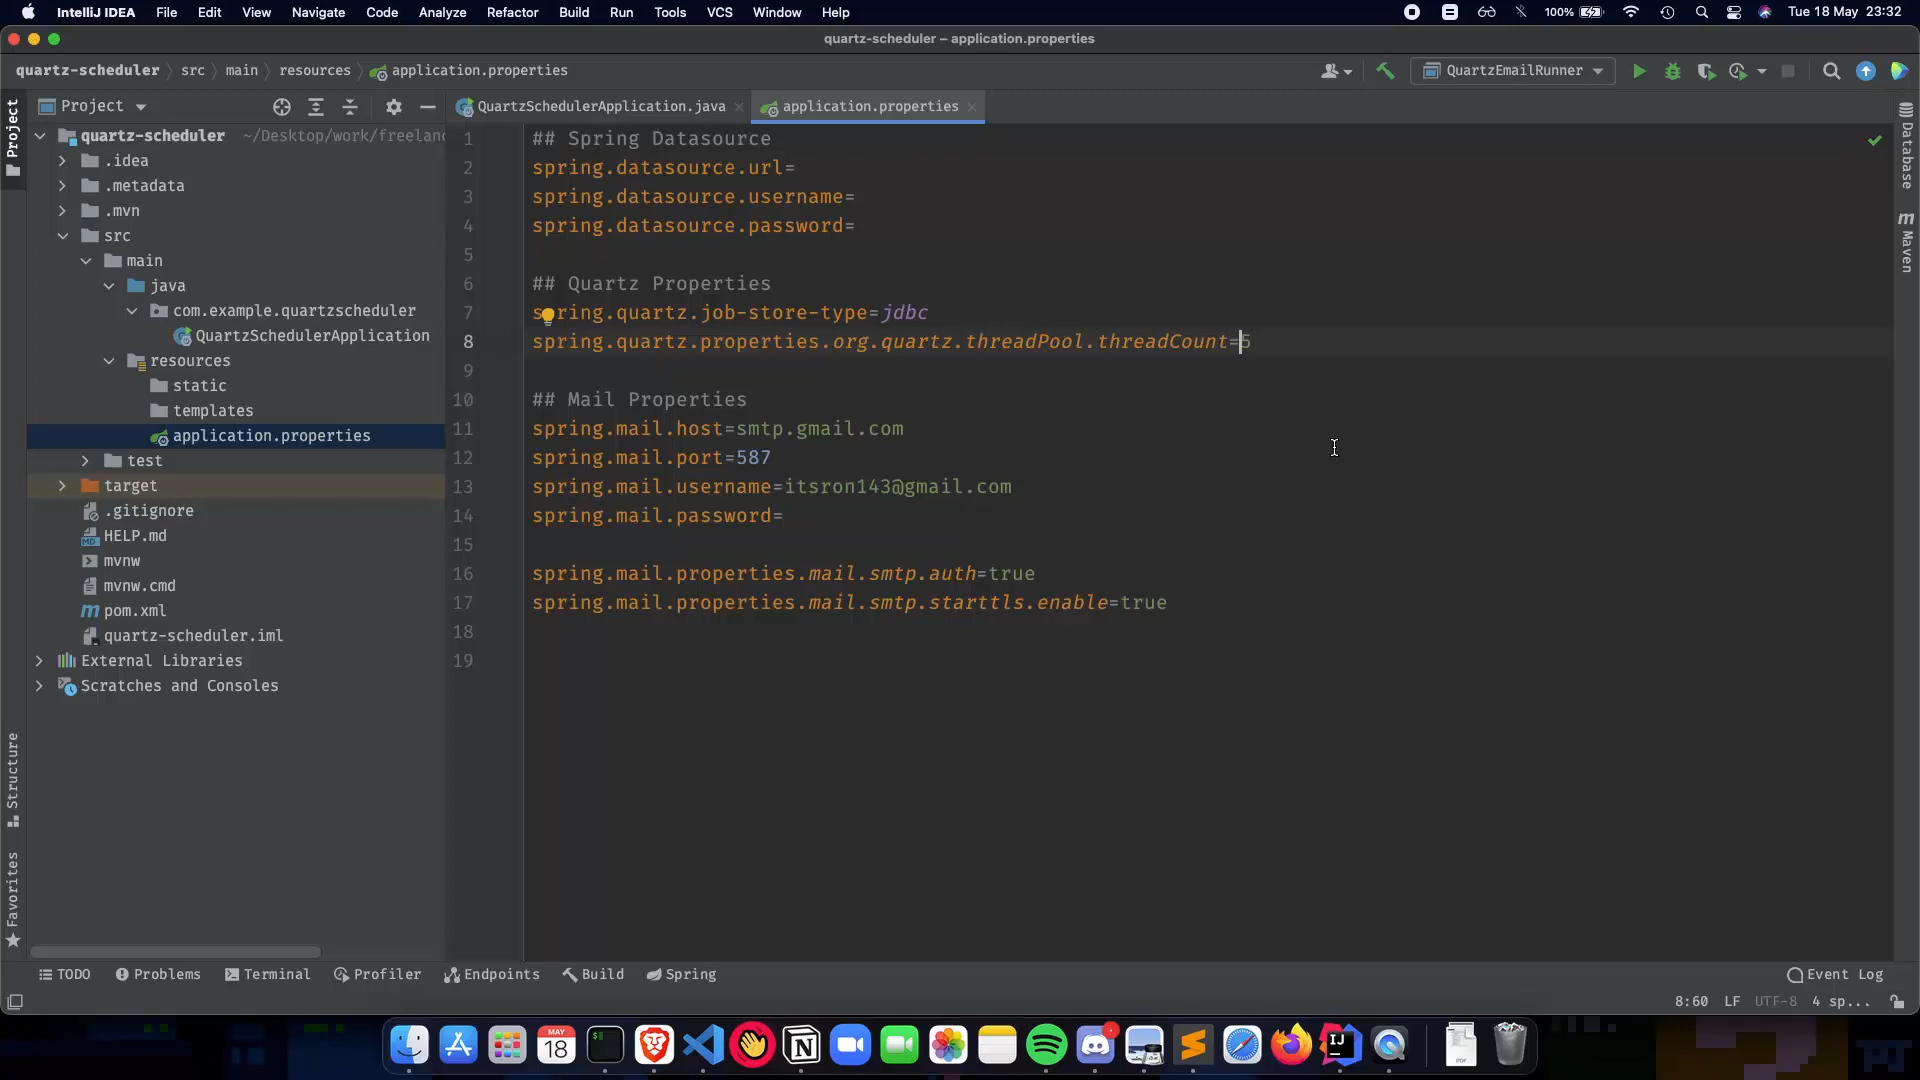 IntelliJ IDEA File Edit View Navigate Code Analyze Refactor Build Run Tools VCS Window Help 100% Tue 18 May 23:32
quartz-scheduler – application.properties
quartz-scheduler src main resources application.properties QuartzEmailRunner
Project QuartzSchedulerApplication.java application.properties
Project
quartz-scheduler ~/Desktop/work/freelanc
.idea
.metadata
.mvn
src
main
java
com.example.quartzscheduler
QuartzSchedulerApplication
resources
static
templates
application.properties
test
target
.gitignore
HELP.md
mvnw
mvnw.cmd
pom.xml
quartz-scheduler.iml
External Libraries
Scratches and Consoles
Structure
Favorites
1 ## Spring Datasource
2 spring.datasource.url=
3 spring.datasource.username=
4 spring.datasource.password=
5
6 ## Quartz Properties
7 spring.quartz.job-store-type=jdbc
8 spring.quartz.properties.org.quartz.threadPool.threadCount=5
9
10 ## Mail Properties
11 spring.mail.host=smtp.gmail.com
12 spring.mail.port=587
13 spring.mail.username=itsron143@gmail.com
14 spring.mail.password=
15
16 spring.mail.properties.mail.smtp.auth=true
17 spring.mail.properties.mail.smtp.starttls.enable=true
18
19
Database
Maven
TODO Problems Terminal Profiler Endpoints Build Spring Event Log
8:60 LF UTF-8 4 sp...
MAY
18
IJ
PDF